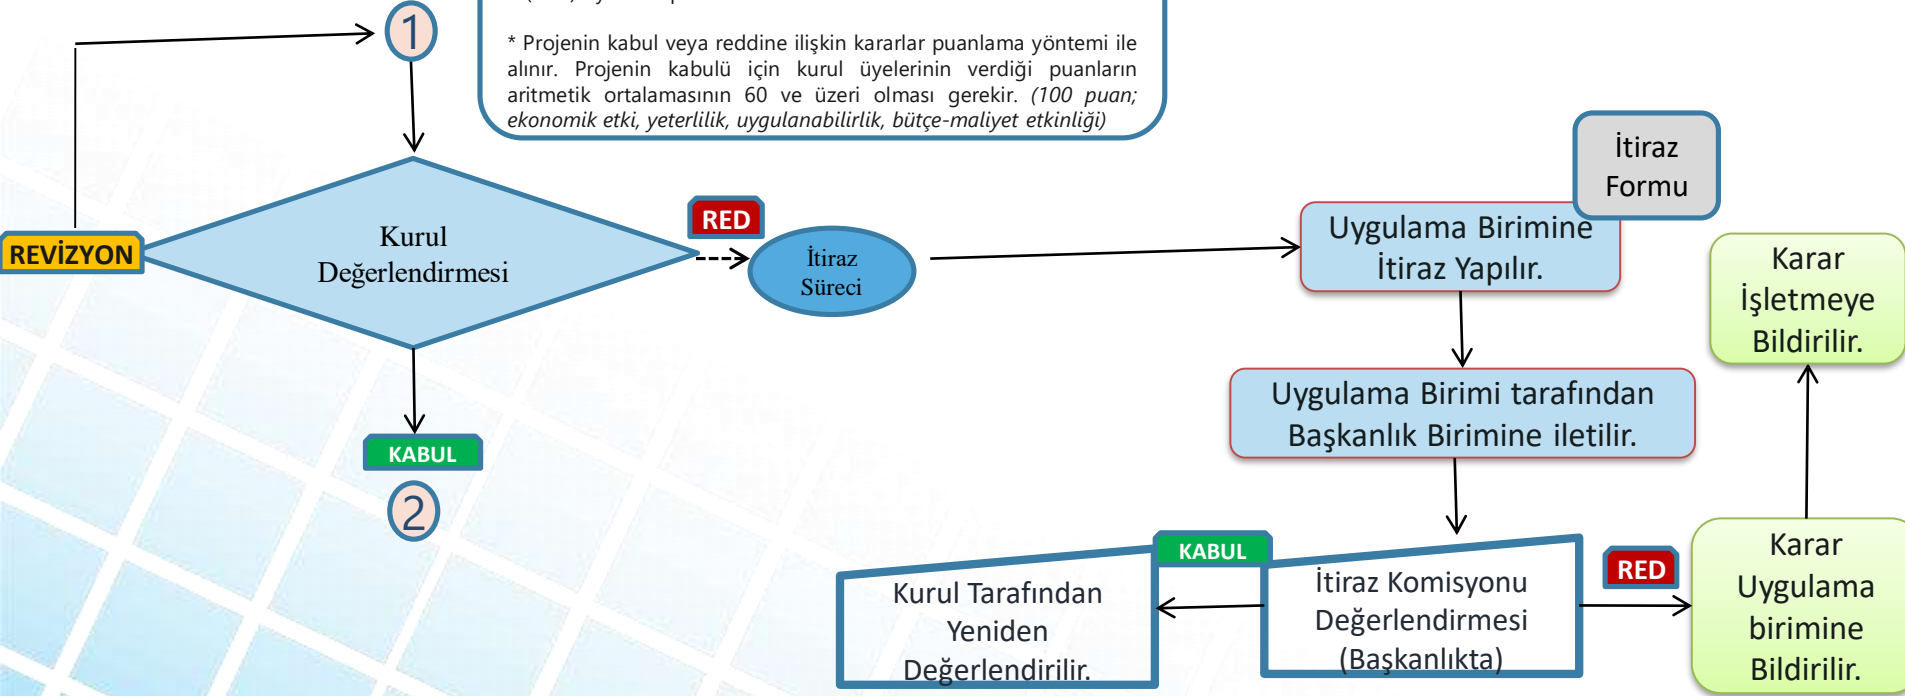 1
* Projenin kabul veya reddine ilişkin kararlar puanlama yöntemi ile
alınır. Projenin kabulü için kurul üyelerinin verdiği puanların
aritmetik ortalamasının 60 ve üzeri olması gerekir. (100 puan;
ekonomik etki, yeterlilik, uygulanabilirlik, bütçe-maliyet etkinliği)
REVİZYON
Kurul
Değerlendirmesi
RED
İtiraz
Süreci
KABUL
2
İtiraz
Formu
Uygulama Birimine
İtiraz Yapılır.
Uygulama Birimi tarafından
Başkanlık Birimine iletilir.
İtiraz Komisyonu
Değerlendirmesi
(Başkanlıkta)
KABUL
Kurul Tarafından
Yeniden
Değerlendirilir.
RED
Karar
Uygulama
birimine
Bildirilir.
Karar
İşletmeye
Bildirilir.